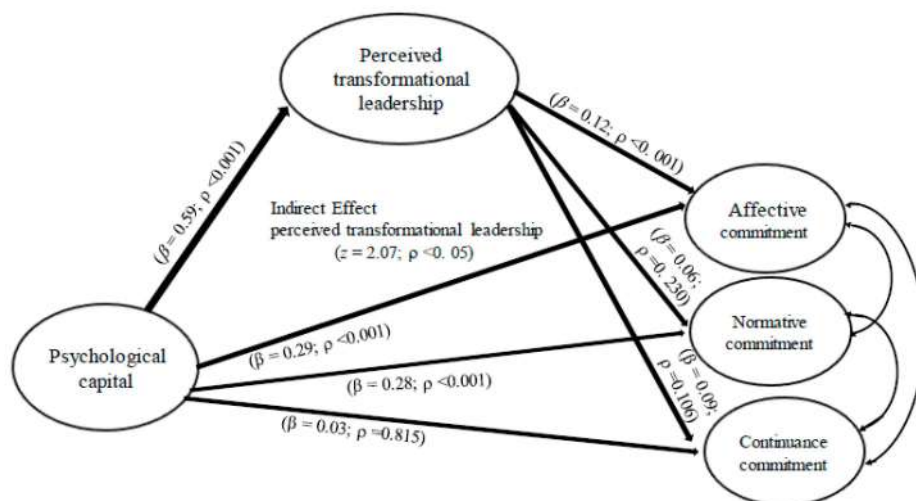 Perceived
transformational
leadership
(β = 0.12; ρ <0. 001)
(β = 0.59; ρ <0.001)
Indirect Effect
perceived transformational leadership
(z = 2.07; ρ <0. 05)
Affective
commitment
(β = 0.06;
ρ =0. 230)
Normative
commitment
(β = 0.29; ρ <0.001)
Psychological
capital
(β = 0.28; ρ <0.001)
(β = 0.09;
ρ =0.106)
(β = 0.03; ρ =0.815)
Continuance
commitment